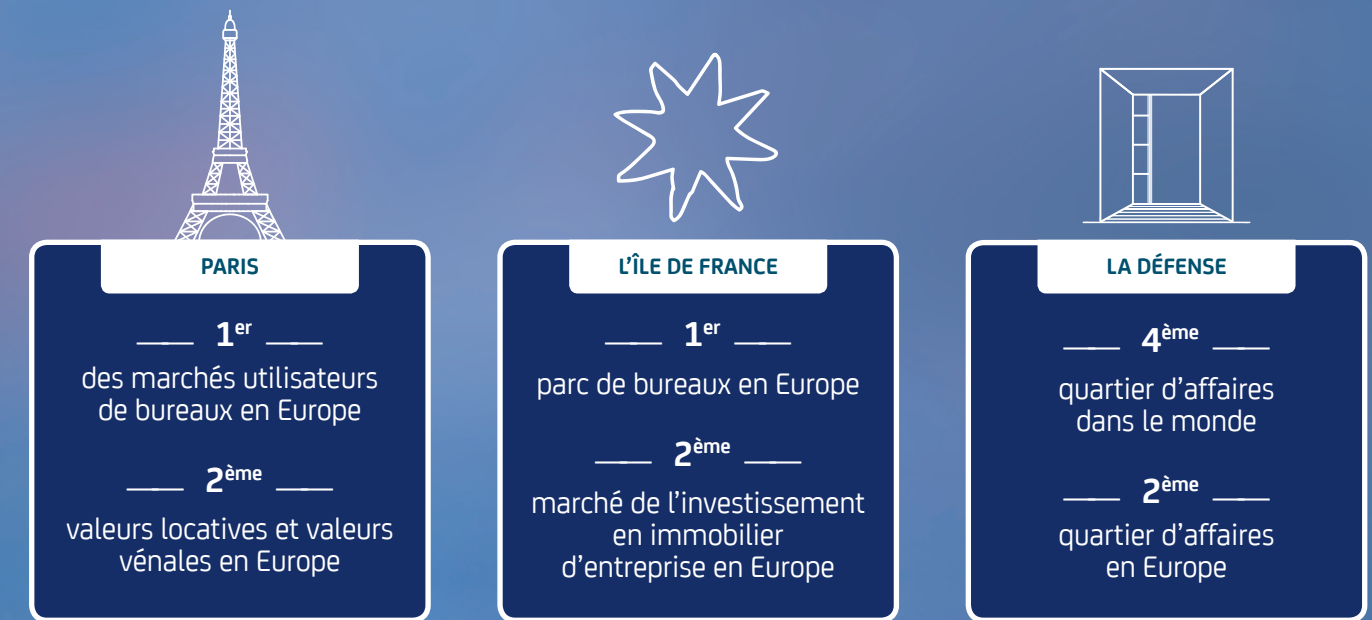 PARIS
1er
des marchés utilisateurs
de bureaux en Europe
2ème
valeurs locatives et valeurs
vénales en Europe
L'ÎLE DE FRANCE
1er
parc de bureaux en Europe
2ème
marché de l'investissement
en immobilier
d'entreprise en Europe
LA DÉFENSE
4ème
quartier d'affaires
dans le monde
2ème
quartier d'affaires
en Europe